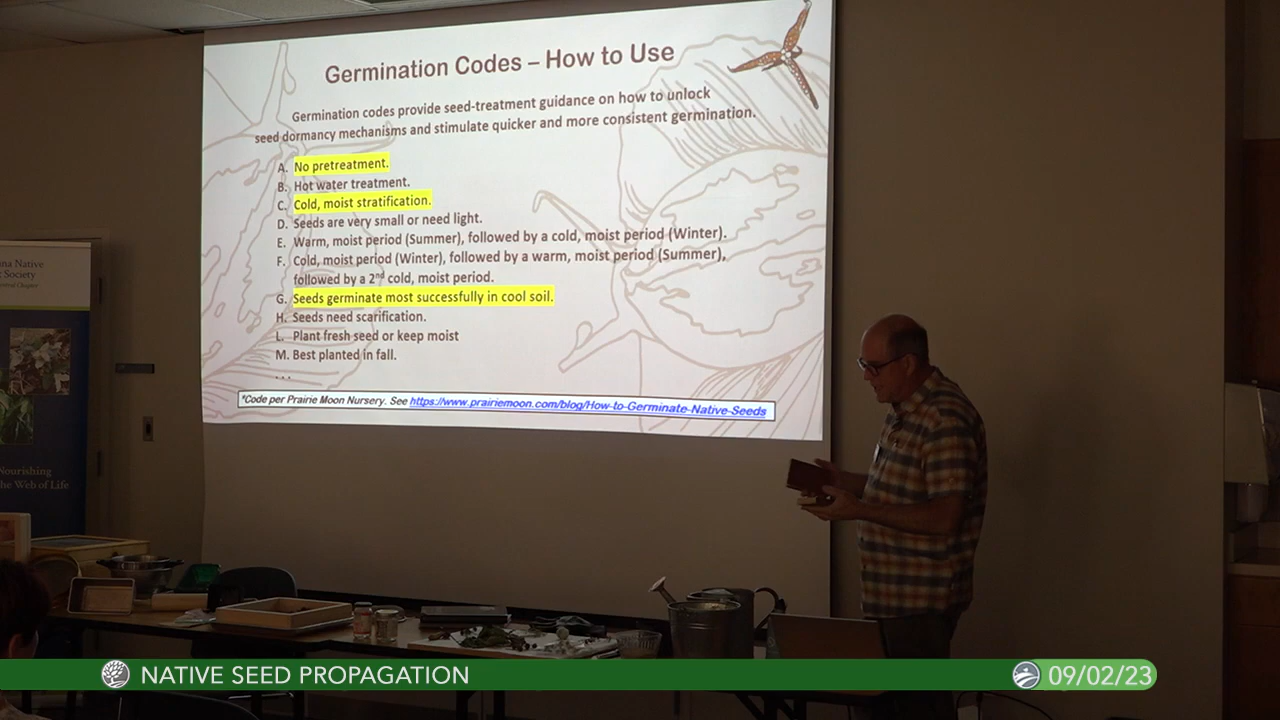 Germination Codes – How to Use
Germination codes provide seed-treatment guidance on how to unlock
seed dormancy mechanisms and stimulate quicker and more consistent germination.
A. No pretreatment.
B. Hot water treatment.
C. Cold, moist stratification.
D. Seeds are very small or need light.
E. Warm, moist period (Summer), followed by a cold, moist period (Winter).
F. Cold, moist period (Winter), followed by a warm, moist period (Summer),
followed by a 2nd cold, moist period.
G. Seeds germinate most successfully in cool soil.
H. Seeds need scarification.
L. Plant fresh seed or keep moist
M. Best planted in fall.
. . .
*Code per Prairie Moon Nursery. See https://www.prairiemoon.com/blog/How-to-Germinate-Native-Seeds
Native
Society
Nourishing
the Web of Life
NATIVE SEED PROPAGATION
09/02/23